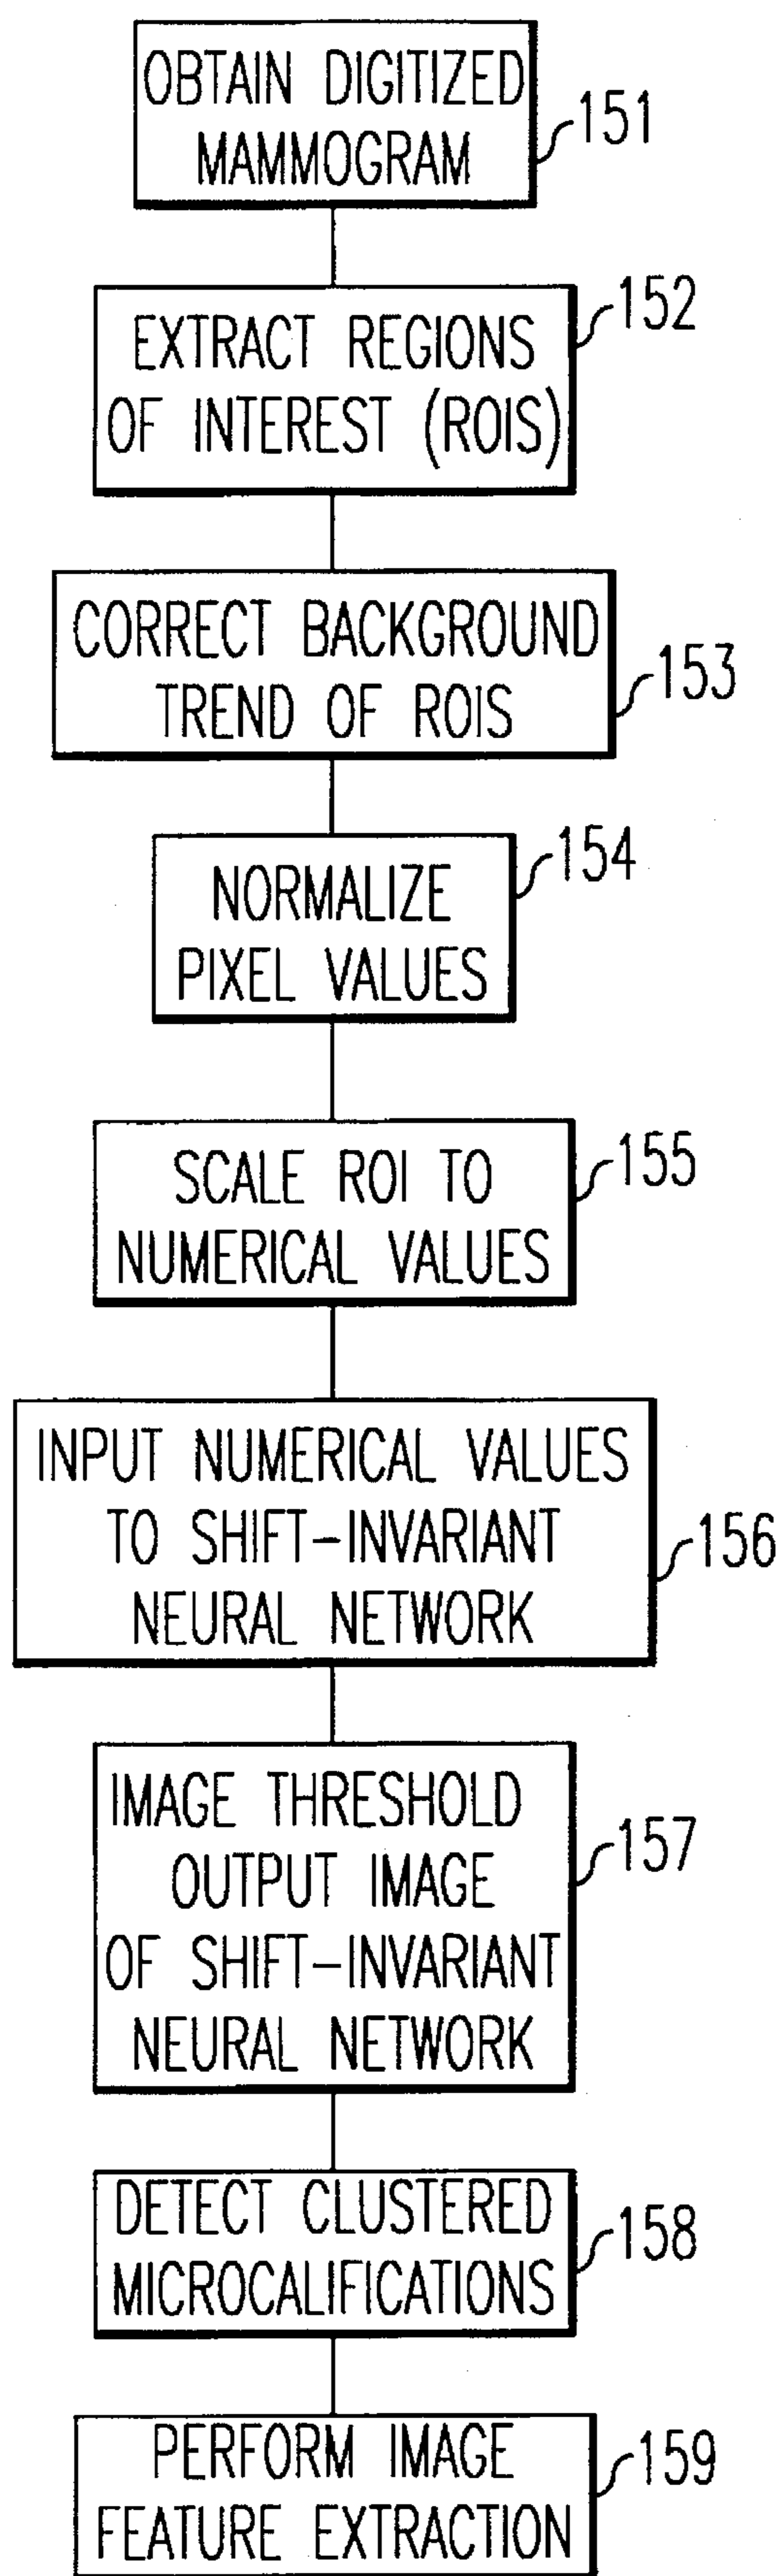 OBTAIN DIGITIZED
MAMMOGRAM
151
EXTRACT REGIONS
OF INTEREST (ROIS)
152
CORRECT BACKGROUND
TREND OF ROIS
153
NORMALIZE
PIXEL VALUES
154
SCALE ROI TO
NUMERICAL VALUES
155
INPUT NUMERICAL VALUES
TO SHIFT-INVARIANT
NEURAL NETWORK
156
IMAGE THRESHOLD
OUTPUT IMAGE
OF SHIFT-INVARIANT
NEURAL NETWORK
157
DETECT CLUSTERED
MICROCALIFICATIONS
158
PERFORM IMAGE
FEATURE EXTRACTION
159